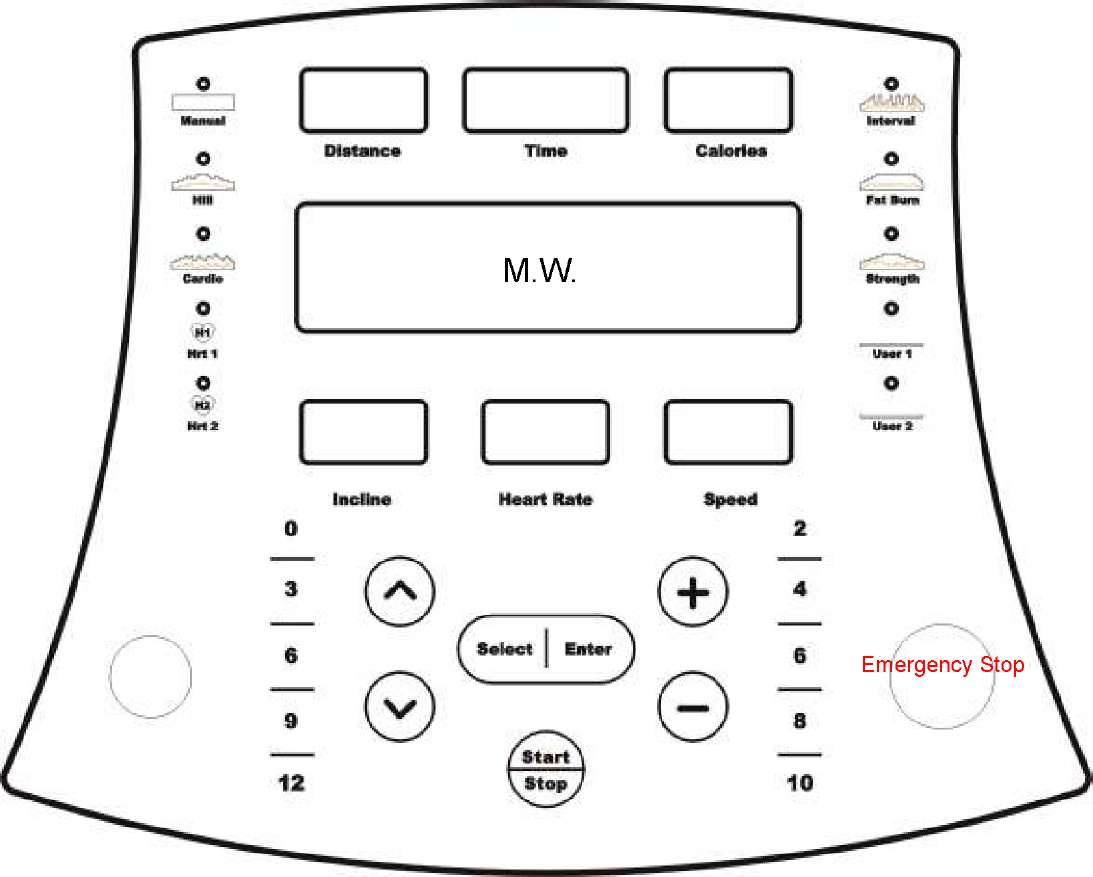 Manual
Distance
Time
Calories
Interval
Hill
Fat Burn
M.W.
Cardio
Strength
H1
Hrt 1
User 1
H2
Hrt 2
User 2
Incline
Heart Rate
Speed
0
2
3
4
Select | Enter
6
6
Emergency Stop
9
8
Start
Stop
12
10